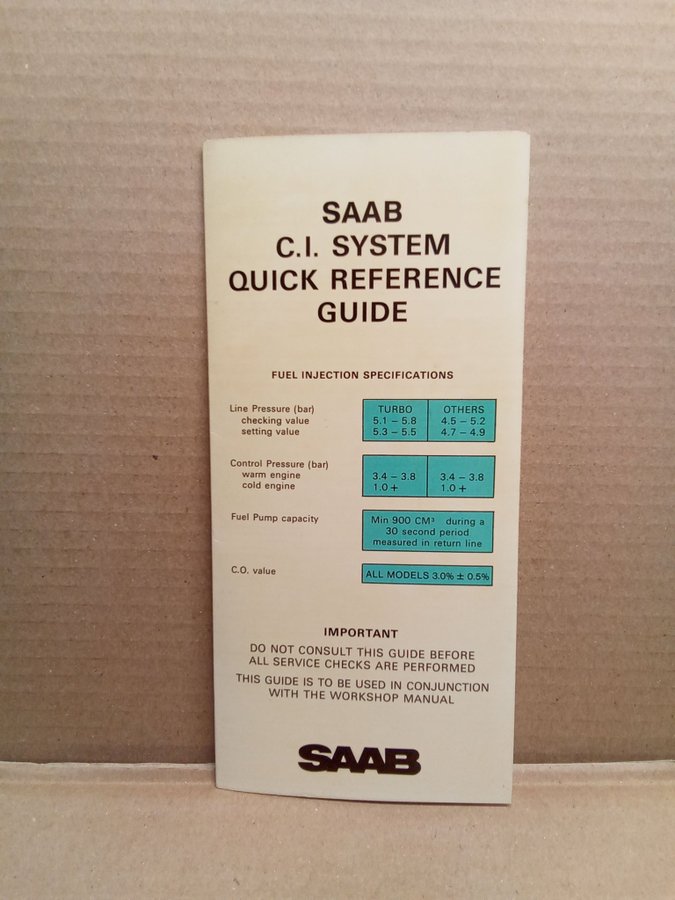 SAAB
C.I. SYSTEM
QUICK REFERENCE
GUIDE
FUEL INJECTION SPECIFICATIONS
Line Pressure (bar)
checking value
setting value
TURBO
5.1 – 5.8
5.3 – 5.5
OTHERS
4.5 – 5.2
4.7 – 4.9
Control Pressure (bar)
warm engine
cold engine
3.4 – 3.8
1.0 +
3.4 – 3.8
1.0 +
Fuel Pump capacity
Min 900 CM³ during a
30 second period
measured in return line
C.O. value
ALL MODELS 3.0% ± 0.5%
IMPORTANT
DO NOT CONSULT THIS GUIDE BEFORE
ALL SERVICE CHECKS ARE PERFORMED
THIS GUIDE IS TO BE USED IN CONJUNCTION
WITH THE WORKSHOP MANUAL
SAAB